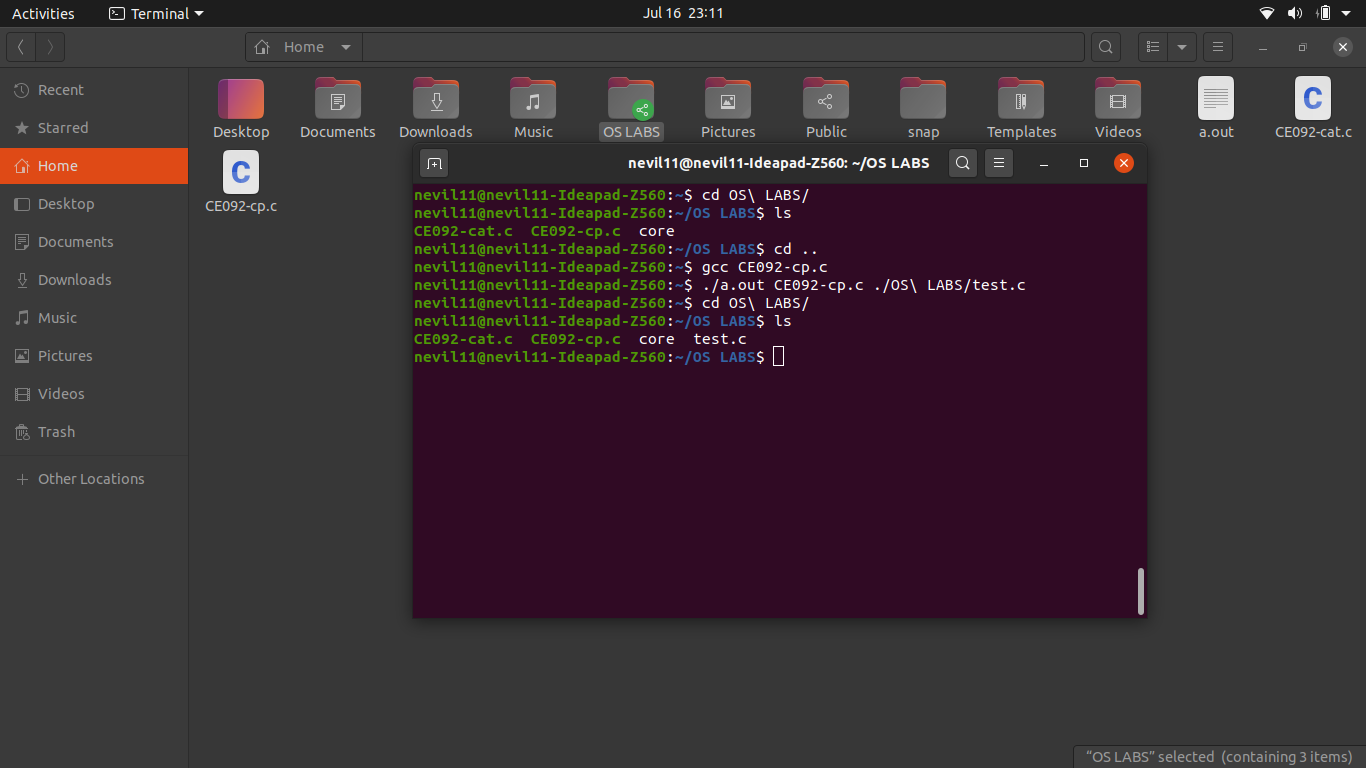 Activities Terminal Jul 16 23:11
Home
Recent
Starred
Home
Desktop
Documents
Downloads
Music
Pictures
Videos
Trash
Other Locations
Desktop Documents Downloads Music OS LABS Pictures Public snap Templates Videos a.out CE092-cat.c
CE092-cp.c
nevil11@nevil11-Ideapad-Z560: ~/OS LABS
nevil11@nevil11-Ideapad-Z560:~$ cd OS\ LABS/
nevil11@nevil11-Ideapad-Z560:~/OS LABS$ ls
CE092-cat.c  CE092-cp.c  core
nevil11@nevil11-Ideapad-Z560:~/OS LABS$ cd ..
nevil11@nevil11-Ideapad-Z560:~$ gcc CE092-cp.c
nevil11@nevil11-Ideapad-Z560:~$ ./a.out CE092-cp.c ./OS\ LABS/test.c
nevil11@nevil11-Ideapad-Z560:~$ cd OS\ LABS/
nevil11@nevil11-Ideapad-Z560:~/OS LABS$ ls
CE092-cat.c  CE092-cp.c  core  test.c
nevil11@nevil11-Ideapad-Z560:~/OS LABS$
“OS LABS” selected (containing 3 items)